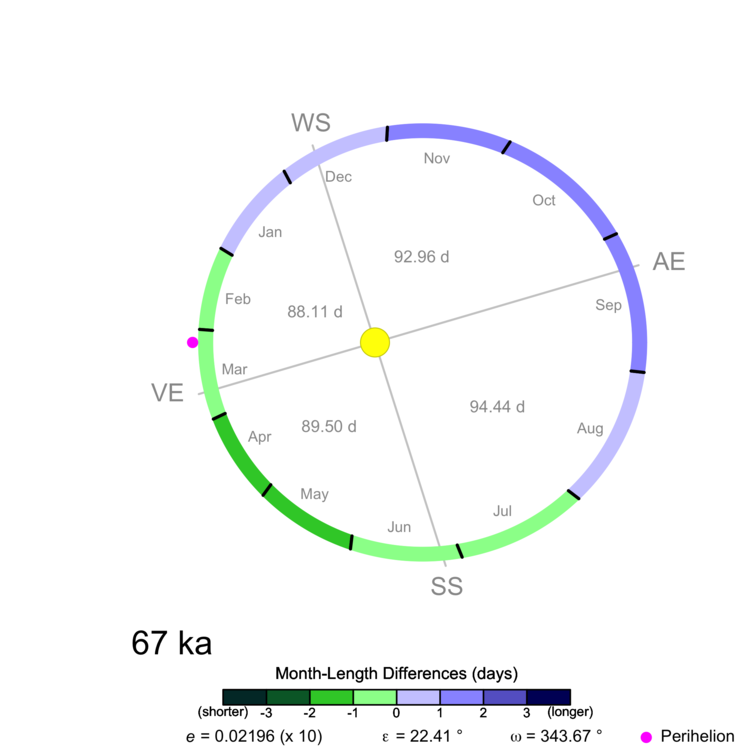 WS
Nov
Dec
Oct
Jan
92.96 d
AE
Feb
88.11 d
Sep
Mar
VE
94.44 d
89.50 d
Aug
Apr
May
Jul
Jun
SS
67 ka
Month-Length Differences (days)
(shorter) -3 -2 -1 0 1 2 3 (longer)
e = 0.02196 (x 10) ε = 22.41 ° ω = 343.67 ° Perihelion